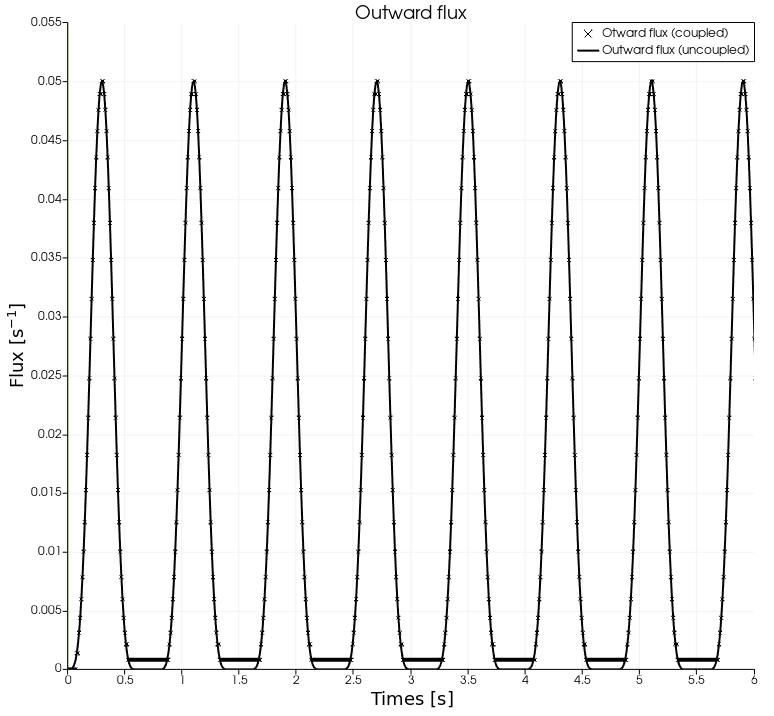 Outward flux
Otward flux (coupled)
Outward flux (uncoupled)
0.055
0.05
0.045
0.04
0.035
0.03
0.025
0.02
0.015
0.01
0.005
0
Flux [s⁻¹]
0 0.5 1 1.5 2 2.5 3 3.5 4 4.5 5 5.5 6
Times [s]